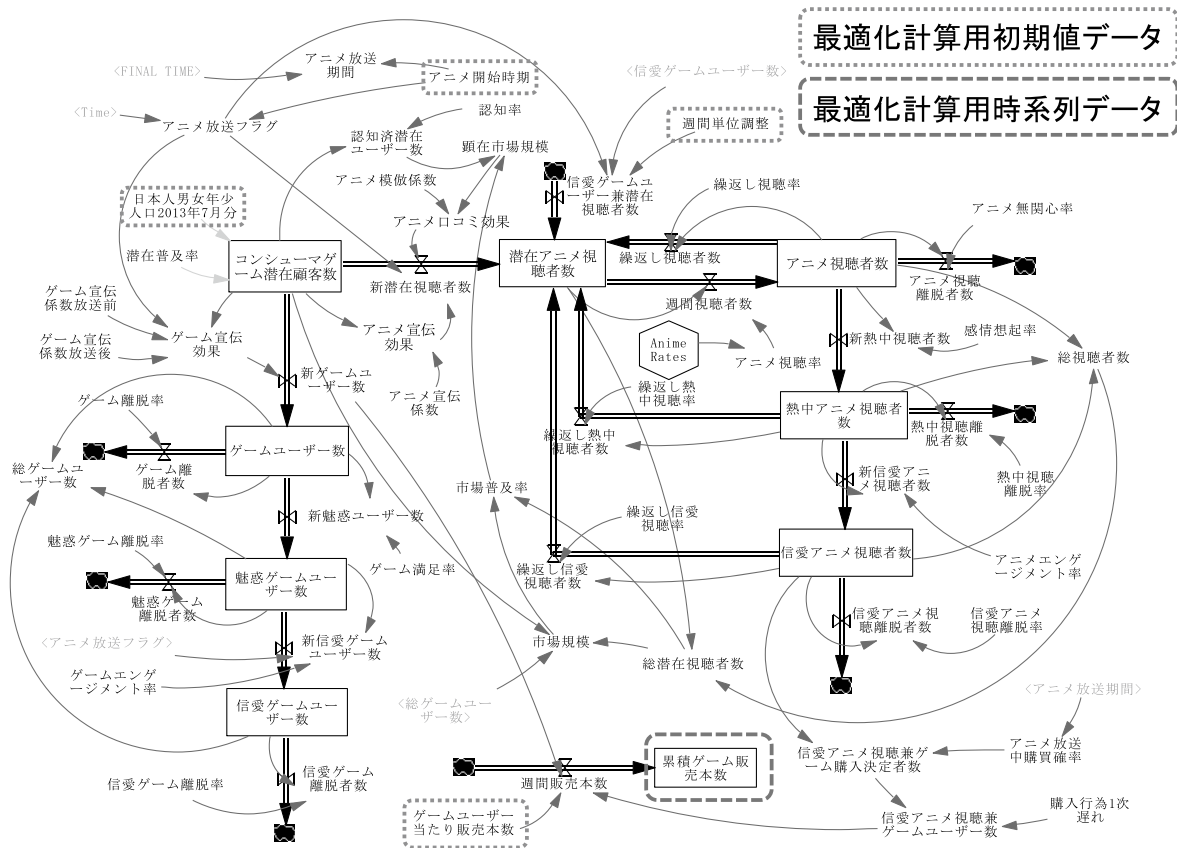 最適化計算用初期値データ
最適化計算用時系列データ
<FINAL TIME>
アニメ放送
期間
アニメ開始時期
<信愛ゲームユーザー数>
<Time>
アニメ放送フラグ
認知率
認知済潜在
ユーザー数
顕在市場規模
週間単位調整
アニメ模倣係数
信愛ゲームユ
ーザー兼潜在
視聴者数
繰返し視聴率
日本人男女年少
人口2013年7月分
アニメ口コミ効果
アニメ無関心率
潜在普及率
コンシューマゲ
ーム潜在顧客数
潜在アニメ視
聴者数
繰返し視聴者数
アニメ視聴者数
新潜在視聴者数
アニメ視聴
離脱者数
ゲーム宣伝
係数放送前
週間視聴者数
ゲーム宣伝
係数放送後
ゲーム宣伝
効果
アニメ宣伝
効果
Anime
Rates
アニメ視聴率
新熱中視聴者数
感情想起率
総視聴者数
新ゲームユ
ーザー数
アニメ宣伝
係数
繰返し熱
中視聴率
ゲーム離脱率
熱中アニメ視聴者
数
熱中視聴離
脱者数
ゲームユーザー数
繰返し熱中
視聴者数
総ゲームユ
ーザー数
ゲーム離
脱者数
新信愛アニ
メ視聴者数
熱中視聴
離脱率
市場普及率
新魅惑ユーザー数
繰返し信愛
視聴率
魅惑ゲーム離脱率
信愛アニメ視聴者数
ゲーム満足率
繰返し信愛
視聴者数
アニメエンゲ
ージメント率
魅惑ゲームユーザ
ー数
魅惑ゲーム
離脱者数
信愛アニメ視
聴離脱者数
信愛アニメ
視聴離脱率
<アニメ放送フラグ>
新信愛ゲーム
ユーザー数
市場規模
総潜在視聴者数
ゲームエンゲ
ージメント率
信愛ゲームユーザ
ー数
<総ゲームユー
ザー数>
<アニメ放送期間>
信愛アニメ視聴兼ゲ
ーム購入決定者数
アニメ放送
中購買確率
累積ゲーム販
売本数
信愛ゲーム離脱率
信愛ゲーム
離脱者数
週間販売本数
ゲームユーザー
当たり販売本数
信愛アニメ視聴兼
ゲームユーザー数
購入行為1次
遅れ